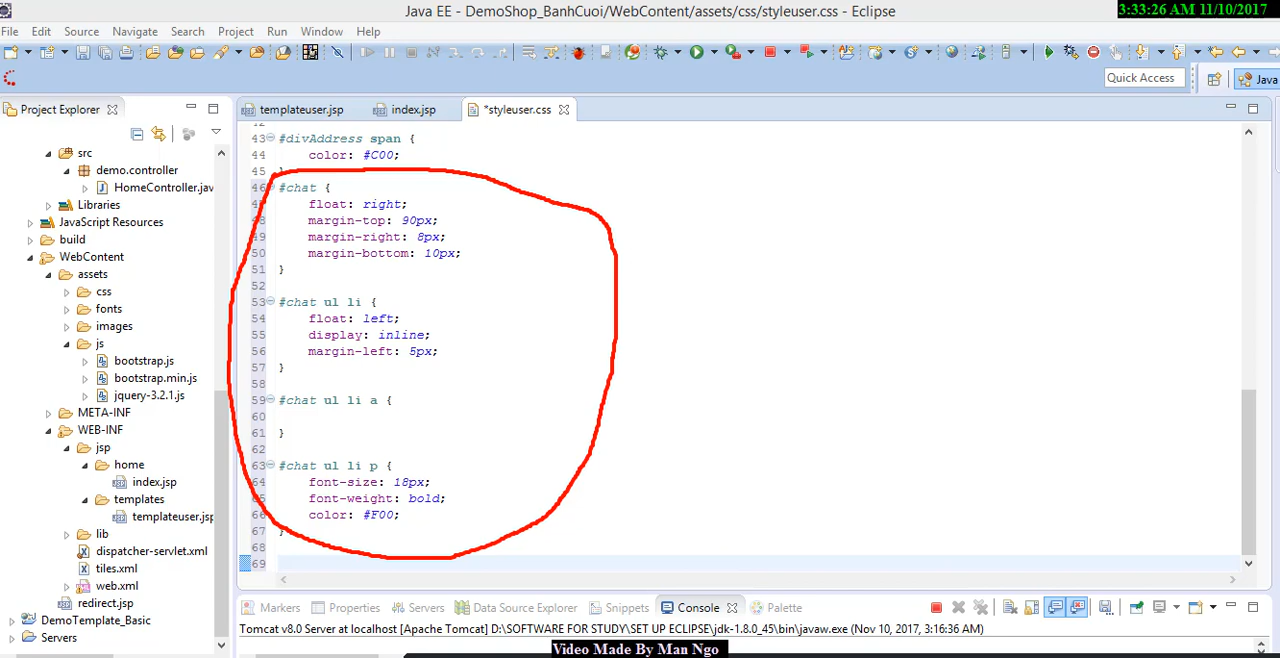 Java EE - DemoShop_BanhCuoi/WebContent/assets/css/styleuser.css - Eclipse
3:33:26 AM 11/10/2017
File Edit Source Navigate Search Project Run Window Help
Quick Access
Java
Project Explorer
templateuser.jsp index.jsp *styleuser.css
src
demo.controller
HomeController.jav
Libraries
JavaScript Resources
build
WebContent
assets
css
fonts
images
js
bootstrap.js
bootstrap.min.js
jquery-3.2.1.js
META-INF
WEB-INF
jsp
home
index.jsp
templates
templateuser.jsp
lib
dispatcher-servlet.xml
tiles.xml
web.xml
redirect.jsp
DemoTemplate_Basic
Servers
43 #divAddress span {
44 color: #C00;
45 }
46 #chat {
float: right;
margin-top: 90px;
49 margin-right: 8px;
50 margin-bottom: 10px;
51 }
52
53 #chat ul li {
54 float: left;
55 display: inline;
56 margin-left: 5px;
57 }
58
59 #chat ul li a {
60
61 }
62
63 #chat ul li p {
64 font-size: 18px;
font-weight: bold;
66 color: #F00;
67 }
68
69
Markers Properties Servers Data Source Explorer Snippets Console Palette
Tomcat v8.0 Server at localhost [Apache Tomcat] D:\SOFTWARE FOR STUDY\SET UP ECLIPSE\jdk-1.8.0_45\bin\javaw.exe (Nov 10, 2017, 3:16:36 AM)
Video Made By Man Ngo